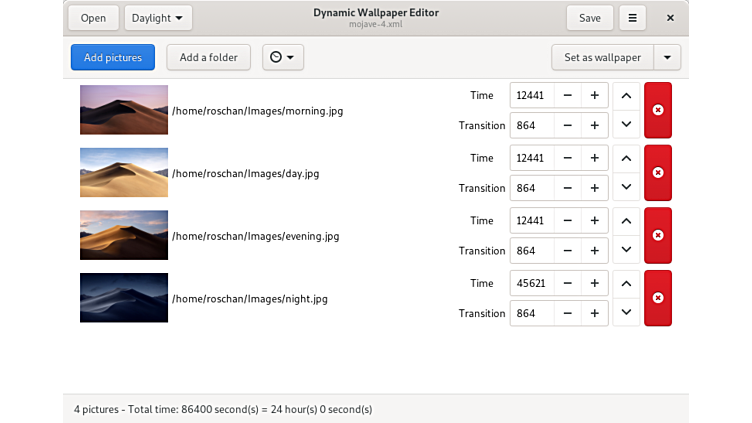 Open
Daylight
Dynamic Wallpaper Editor
mojave-4.xml
Save
Add pictures
Add a folder
Set as wallpaper
/home/roschan/Images/morning.jpg
Time 12441
Transition 864
/home/roschan/Images/day.jpg
Time 12441
Transition 864
/home/roschan/Images/evening.jpg
Time 12441
Transition 864
/home/roschan/Images/night.jpg
Time 45621
Transition 864
4 pictures - Total time: 86400 second(s) = 24 hour(s) 0 second(s)